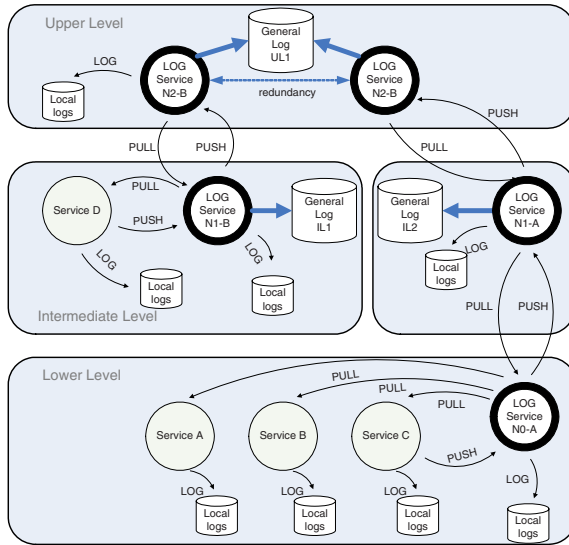 Upper Level
General
Log
UL1
LOG
LOG
Service
N2-B
LOG
Service
N2-B
redundancy
Local
logs
PULL
PUSH
PULL
PUSH
PULL
Service D
PUSH
LOG
Service
N1-B
General
Log
IL1
LOG
LOG
Local
logs
Local
logs
Intermediate Level
General
Log
IL2
LOG
Service
N1-A
LOG
Local
logs
PULL
PUSH
Lower Level
PULL
PULL
PULL
LOG
Service
N0-A
Service A
Service B
Service C
PUSH
LOG
LOG
LOG
LOG
Local
logs
Local
logs
Local
logs
Local
logs